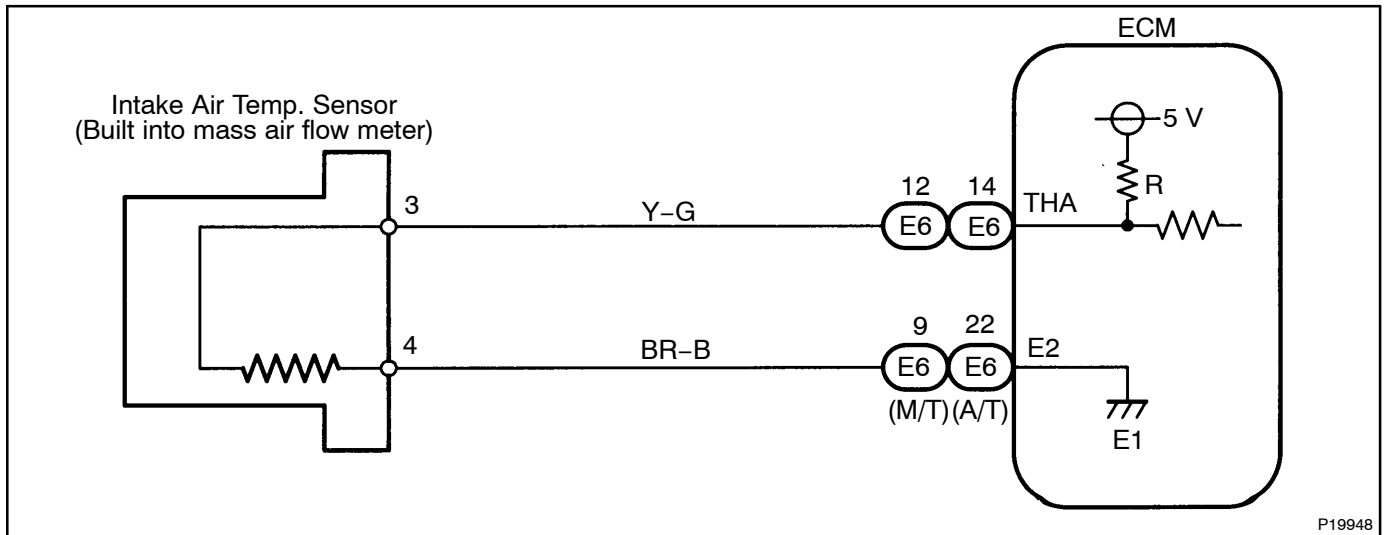 ECM
Intake Air Temp. Sensor
(Built into mass air flow meter)
5 V
R
3
Y−G
12 14
E6 E6
THA
4
BR−B
9 22
E6 E6
E2
(M/T) (A/T)
E1
P19948